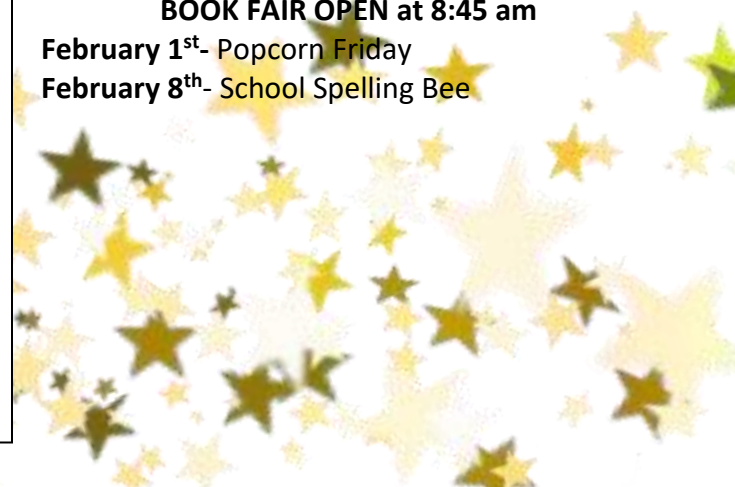 BOOK FAIR OPEN at 8:45 am
February 1st- Popcorn Friday
February 8th- School Spelling Bee